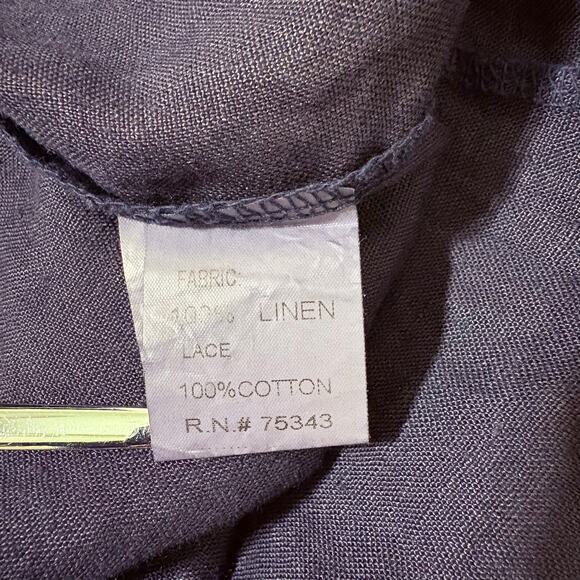 FABRIC:
100% LINEN
LACE
100%COTTON
R.N.# 75343